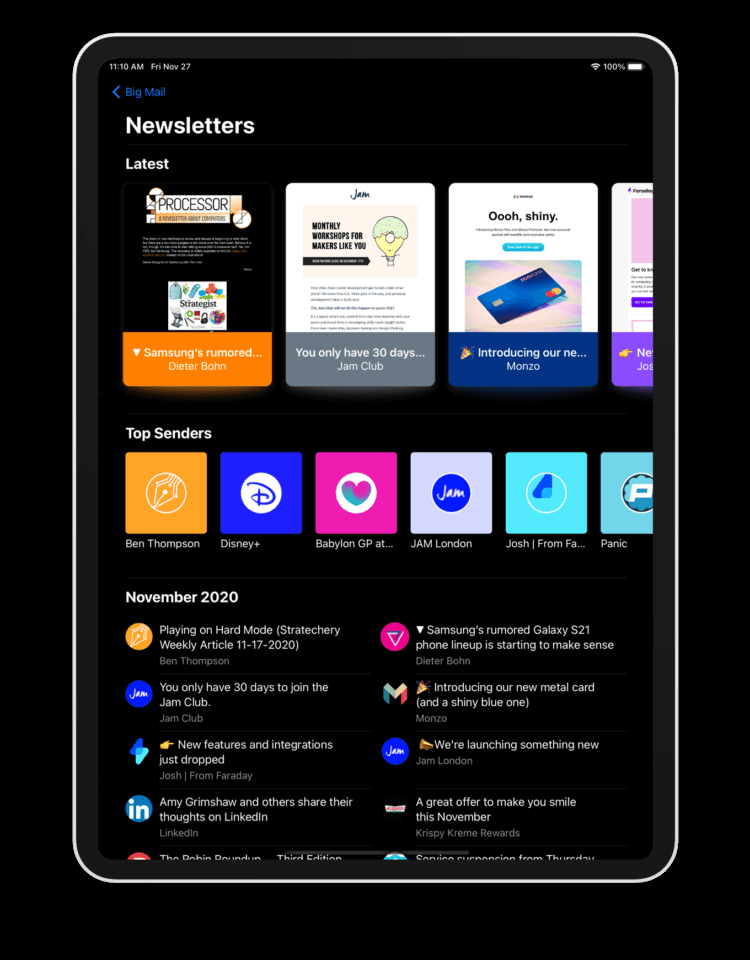 11:10 AM Fri Nov 27
100%
Big Mail
Newsletters
Latest
PROCESSOR
A NEWSLETTER ABOUT COMPUTERS
Strategist
▼ Samsung's rumored...
Dieter Bohn
Jam
MONTHLY
WORKSHOPS FOR
MAKERS LIKE YOU
You only have 30 days...
Jam Club
monzo
Oooh, shiny.
monzo
🎉 Introducing our ne...
Monzo
Faraday
Get to k
👉 Ne
Jos
Top Senders
Jam
P
Ben Thompson
Disney+
Babylon GP at...
JAM London
Josh | From Fa...
Panic
November 2020
Playing on Hard Mode (Stratechery
Weekly Article 11-17-2020)
Ben Thompson
▼ Samsung's rumored Galaxy S21
phone lineup is starting to make sense
Dieter Bohn
Jam
You only have 30 days to join the
Jam Club.
Jam Club
🎉 Introducing our new metal card
(and a shiny blue one)
Monzo
👉 New features and integrations
just dropped
Josh | From Faraday
Jam
📣We're launching something new
Jam London
in
Amy Grimshaw and others share their
thoughts on LinkedIn
LinkedIn
A great offer to make you smile
this November
Krispy Kreme Rewards
The Robin Roundup Third Edition
Service suspension from Thursday